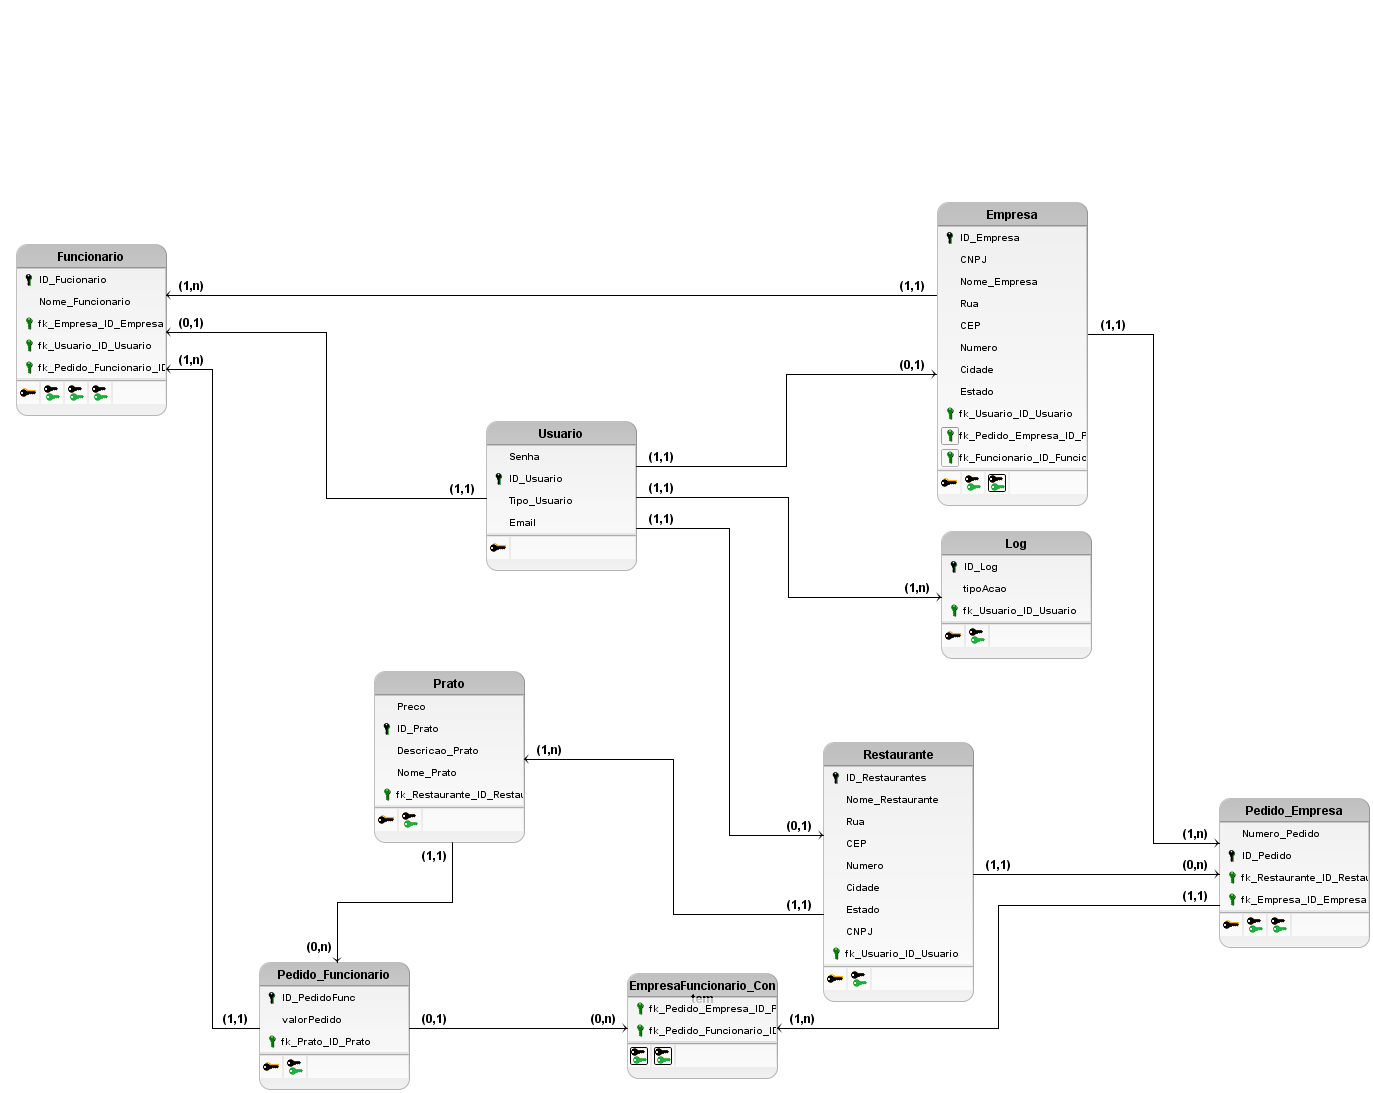 Empresa
ID_Empresa
CNPJ
Nome_Empresa
Rua
CEP
Numero
Cidade
Estado
fk_Usuario_ID_Usuario
fk_Pedido_Empresa_ID_P
fk_Funcionario_ID_Funcic
Funcionario
ID_Fucionario
Nome_Funcionario
fk_Empresa_ID_Empresa
fk_Usuario_ID_Usuario
fk_Pedido_Funcionario_ID
(1,n)
(1,1)
(0,1)
(1,n)
(1,1)
(0,1)
Usuario
Senha
ID_Usuario
Tipo_Usuario
Email
(1,1)
(1,1)
(1,1)
(1,1)
Log
ID_Log
tipoAcao
fk_Usuario_ID_Usuario
(1,n)
Prato
Preco
ID_Prato
Descricao_Prato
Nome_Prato
fk_Restaurante_ID_Restau
(1,n)
(1,1)
Restaurante
ID_Restaurantes
Nome_Restaurante
Rua
CEP
Numero
Cidade
Estado
CNPJ
fk_Usuario_ID_Usuario
(0,1)
(1,1)
(1,1)
Pedido_Empresa
Numero_Pedido
ID_Pedido
fk_Restaurante_ID_Restau
fk_Empresa_ID_Empresa
(1,n)
(0,n)
(1,1)
Pedido_Funcionario
ID_PedidoFunc
valorPedido
fk_Prato_ID_Prato
(0,n)
(1,1)
(0,1)
EmpresaFuncionario_Con
tem
fk_Pedido_Empresa_ID_P
fk_Pedido_Funcionario_ID
(0,n)
(1,n)